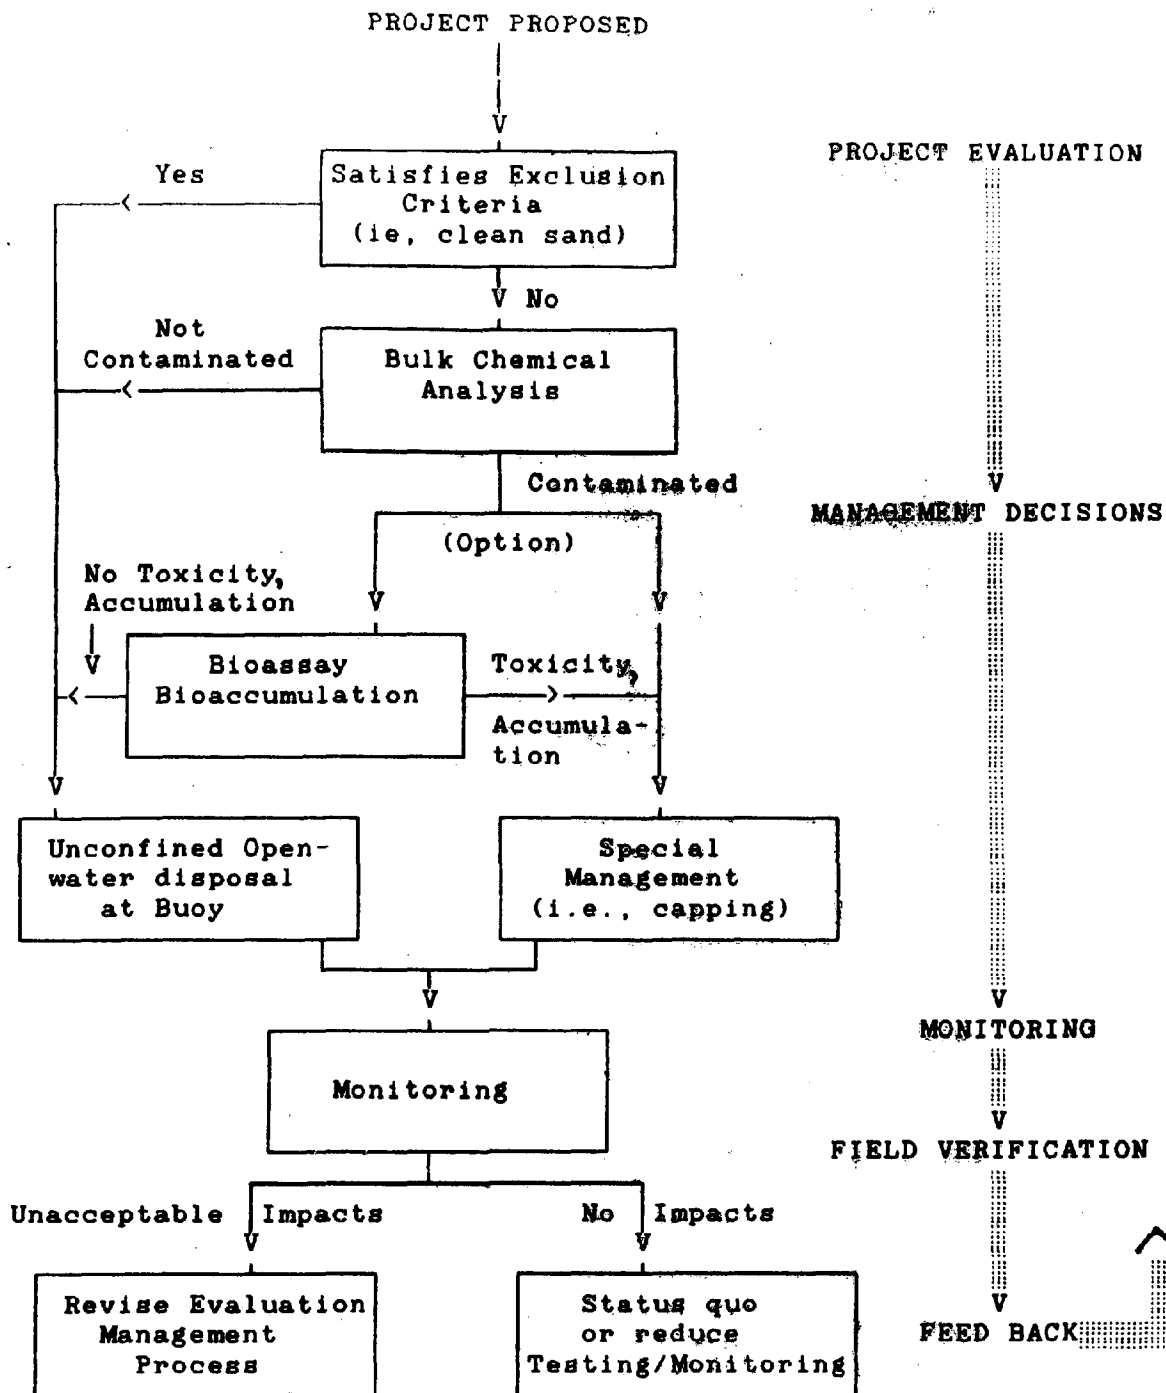 PROJECT PROPOSED
PROJECT EVALUATION
Yes
Satisfies Exclusion
Criteria
(ie, clean sand)
No
Not
Contaminated
Bulk Chemical
Analysis
Contaminated
MANAGEMENT DECISIONS
(Option)
No Toxicity,
Accumulation
Bioassay
Bioaccumulation
Toxicity,
Accumula-
tion
Unconfined Open-
water disposal
at Buoy
Special
Management
(i.e., capping)
MONITORING
Monitoring
FIELD VERIFICATION
Unacceptable Impacts
No Impacts
Revise Evaluation
Management
Process
Status quo
or reduce
Testing/Monitoring
FEED BACK